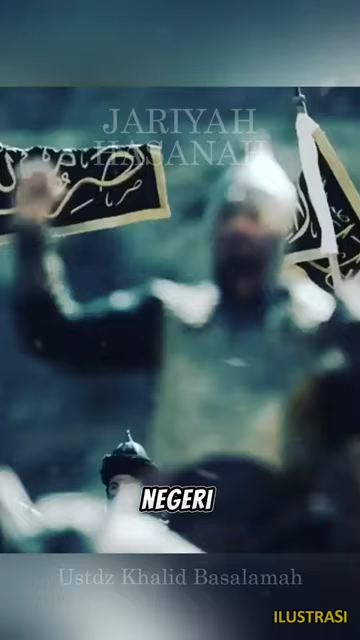 JARIYAH
HASANAH
NEGERI
Ustdz Khalid Basalamah
ILUSTRASI